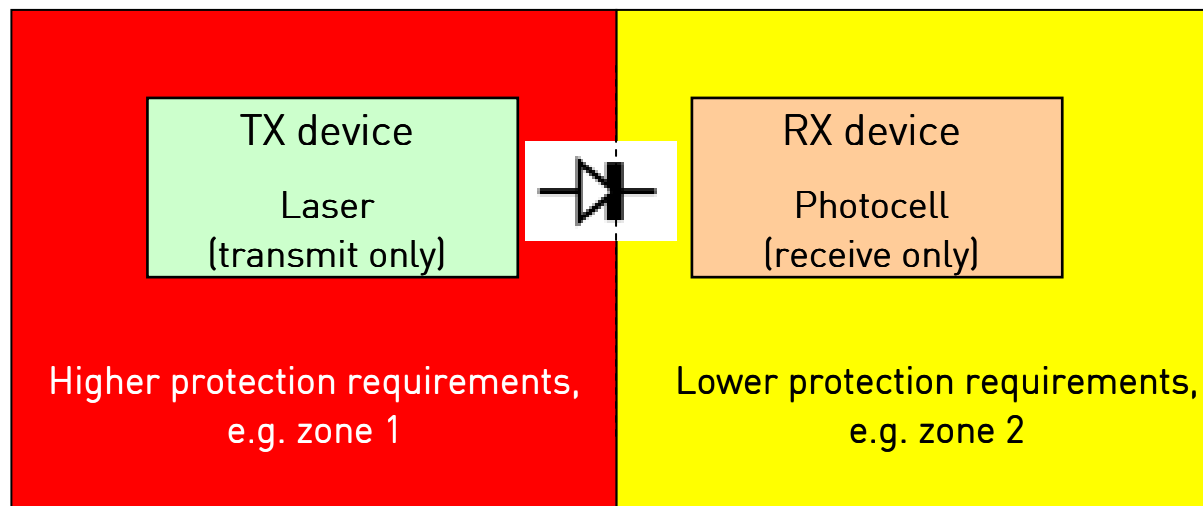 TX device
Laser
(transmit only)
RX device
Photocell
(receive only)
Higher protection requirements,
e.g. zone 1
Lower protection requirements,
e.g. zone 2